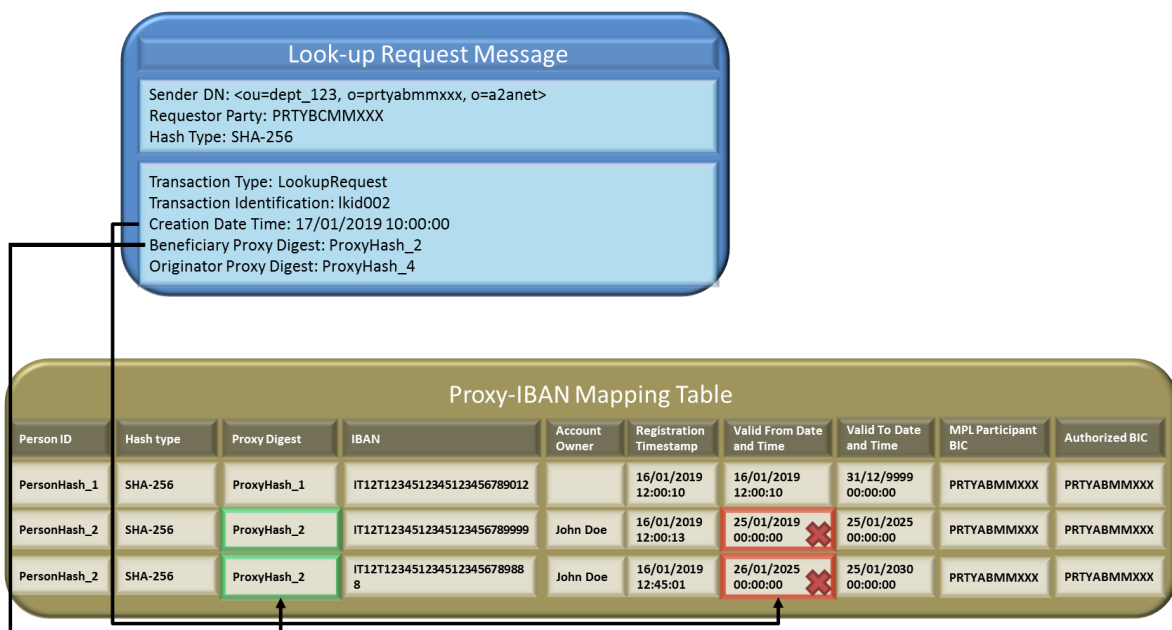 Look-up Request Message
Sender DN: <ou=dept_123, o=prtyabmmxxx, o=a2anet>
Requestor Party: PRTYBCMMXXX
Hash Type: SHA-256
Transaction Type: LookupRequest
Transaction Identification: lkid002
Creation Date Time: 17/01/2019 10:00:00
Beneficiary Proxy Digest: ProxyHash_2
Originator Proxy Digest: ProxyHash_4
Proxy-IBAN Mapping Table
Person ID Hash type Proxy Digest IBAN Account Owner Registration Timestamp Valid From Date and Time Valid To Date and Time MPL Participant BIC Authorized BIC
PersonHash_1 SHA-256 ProxyHash_1 IT12T1234512345123456789012 16/01/2019 12:00:10 16/01/2019 12:00:10 31/12/9999 00:00:00 PRTYABMMXXX PRTYABMMXXX
PersonHash_2 SHA-256 ProxyHash_2 IT12T1234512345123456789999 John Doe 16/01/2019 12:00:13 25/01/2019 00:00:00 25/01/2025 00:00:00 PRTYABMMXXX PRTYABMMXXX
PersonHash_2 SHA-256 ProxyHash_2 IT12T123451234512345678988 8 John Doe 16/01/2019 12:45:01 26/01/2025 00:00:00 25/01/2030 00:00:00 PRTYABMMXXX PRTYABMMXXX